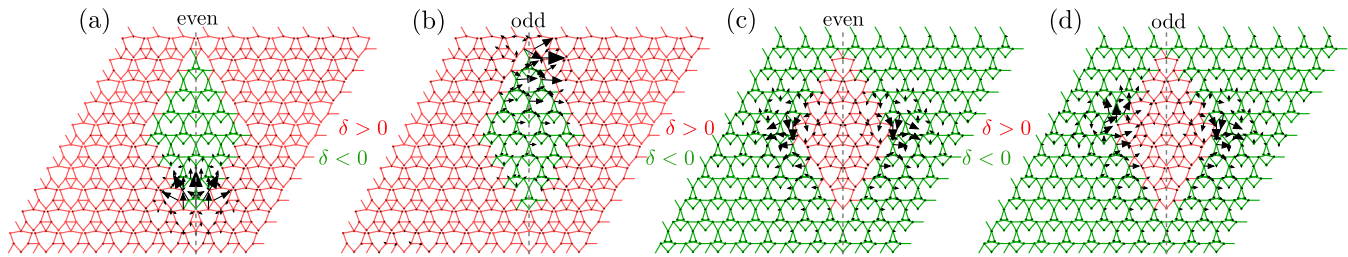 (a) even
(b) odd
(c) even
(d) odd
δ > 0
δ < 0
δ > 0
δ < 0
δ > 0
δ < 0